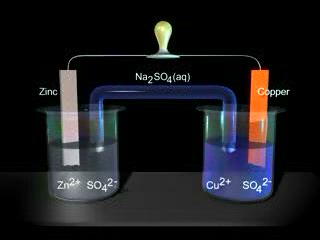 Na₂SO₄(aq)
Zinc
Copper
Zn²⁺ SO₄²⁻
Cu²⁺ SO₄²⁻